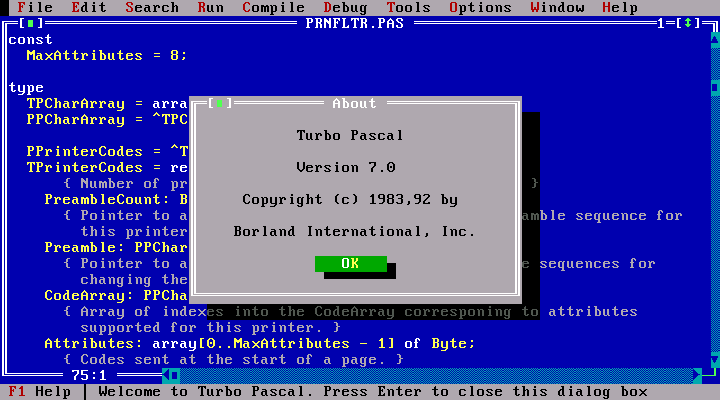 File Edit Search Run Compile Debug Tools Options Window Help
PRNFLTR.PAS 1
const
MaxAttributes = 8;
type
TPCharArray = arra
PPCharArray = ^TPC
PPrinterCodes = ^T
TPrinterCodes = re
{ Number of pr }
PreambleCount: B
{ Pointer to a mble sequence for
this printer
Preamble: PPChar
{ Pointer to a e sequences for
changing the
CodeArray: PPCha
{ Array of indexes into the CodeArray corresponing to attributes
supported for this printer. }
Attributes: array[0..MaxAttributes - 1] of Byte;
{ Codes sent at the start of a page. }
75:1
About
Turbo Pascal
Version 7.0
Copyright (c) 1983,92 by
Borland International, Inc.
OK
F1 Help | Welcome to Turbo Pascal. Press Enter to close this dialog box